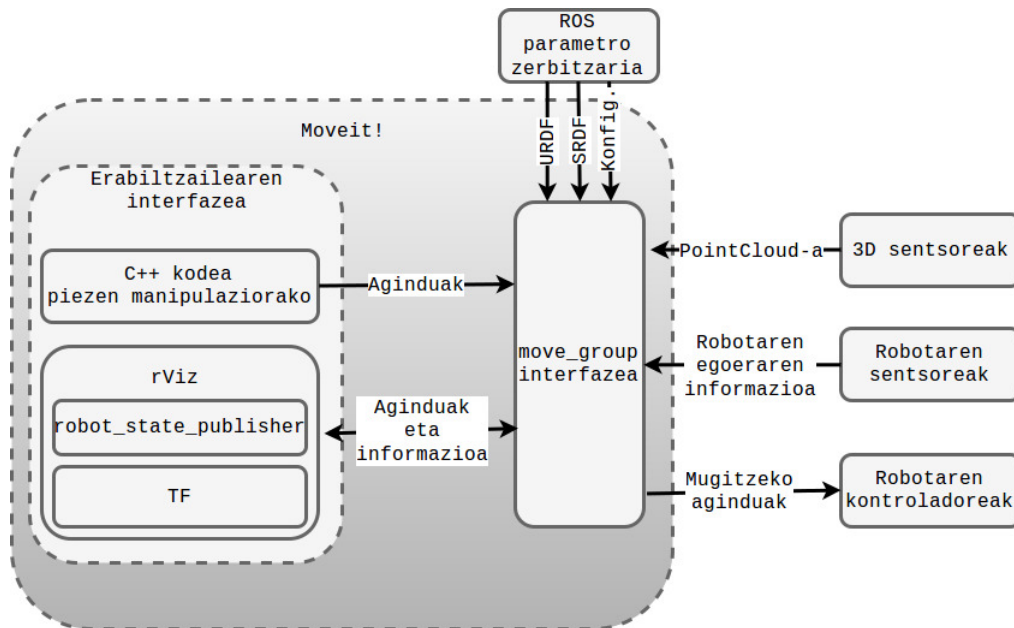 ROS
parametro
zerbitzaria
Moveit!
URDF
SRDF
Konfig.
Erabiltzailearen
interfazea
C++ kodea
piezen manipulaziorako
Aginduak
rViz
robot_state_publisher
TF
Aginduak
eta
informazioa
move_group
interfazea
PointCloud-a
3D sentsoreak
Robotaren
egoeraren
informazioa
Robotaren
sentsoreak
Mugitzeko
aginduak
Robotaren
kontroladoreak